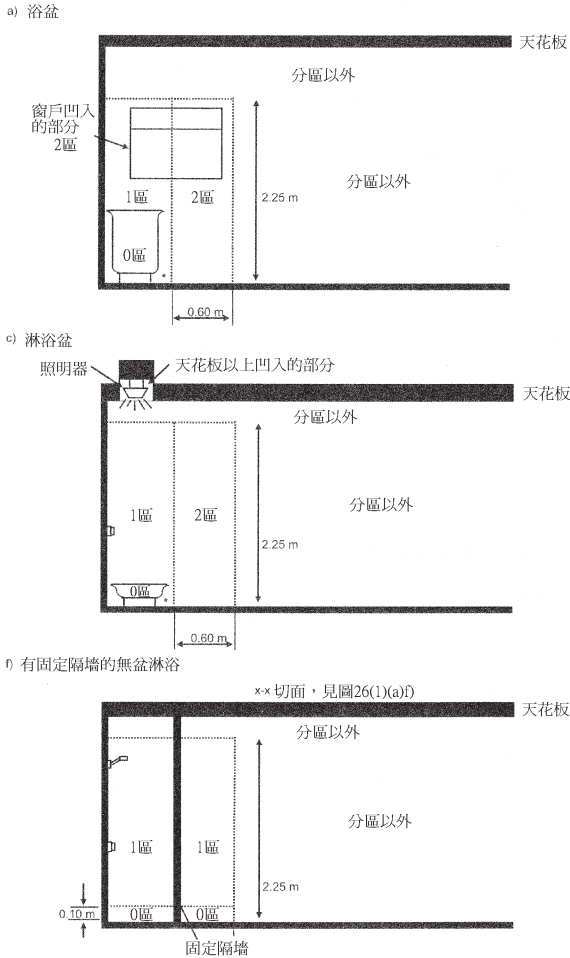 a) 浴盆
天花板
分區以外
窗戶凹入
的部分
2區
分區以外
1區
2區
2.25 m
0區
*
0.60 m
c) 淋浴盆
照明器
天花板以上凹入的部分
天花板
分區以外
1區
2區
分區以外
2.25 m
0區
*
0.60 m
f) 有固定隔墻的無盆淋浴
x-x 切面，見圖26(1)(a)f)
天花板
分區以外
分區以外
1區
1區
2.25 m
0.10 m
0區
0區
固定隔墻